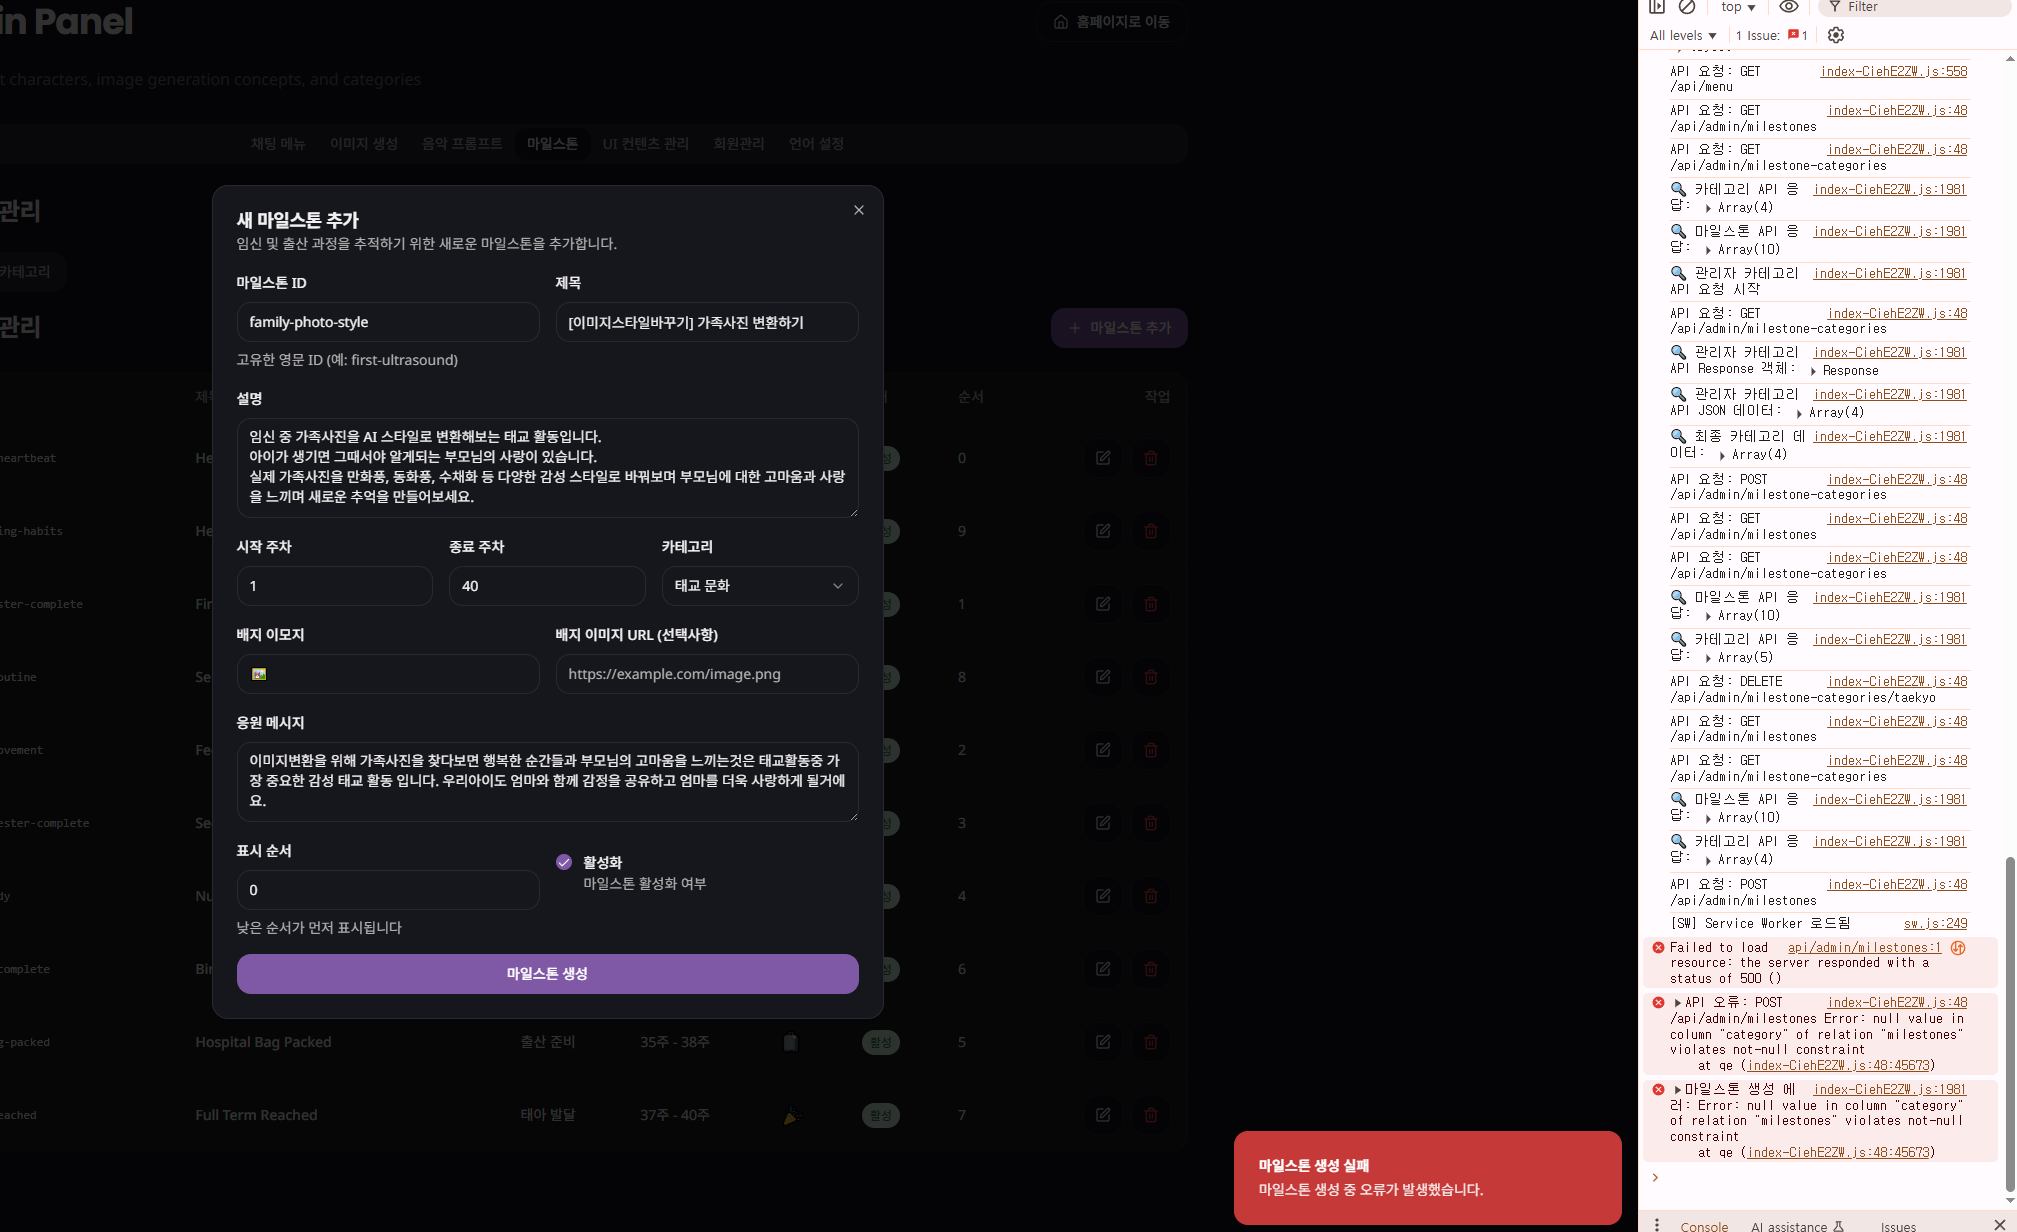 in Panel
홈페이지로 이동
t characters, image generation concepts, and categories
채팅 메뉴
이미지 생성
음악 프롬프트
마일스톤
UI 컨텐츠 관리
회원관리
언어 설정
관리
카테고리
관리
+ 마일스톤 추가
순서
작업
heartbeat
He
0
ing-habits
He
9
ster-complete
Fir
1
outine
Se
8
ovement
Fe
2
ester-complete
Se
3
dy
Nu
4
complete
Bir
6
g-packed
Hospital Bag Packed
출산 준비
35주 - 38주
활성
5
eached
Full Term Reached
태아 발달
37주 - 40주
활성
7
새 마일스톤 추가
임신 및 출산 과정을 추적하기 위한 새로운 마일스톤을 추가합니다.
마일스톤 ID
제목
family-photo-style
[이미지스타일바꾸기] 가족사진 변환하기
고유한 영문 ID (예: first-ultrasound)
설명
임신 중 가족사진을 AI 스타일로 변환해보는 태교 활동입니다.
아이가 생기면 그때서야 알게되는 부모님의 사랑이 있습니다.
실제 가족사진을 만화풍, 동화풍, 수채화 등 다양한 감성 스타일로 바꿔보며 부모님에 대한 고마움과 사랑
을 느끼며 새로운 추억을 만들어보세요.
시작 주차
종료 주차
카테고리
1
40
태교 문화
배지 이모지
배지 이미지 URL (선택사항)
https://example.com/image.png
응원 메시지
이미지변환을 위해 가족사진을 찾다보면 행복한 순간들과 부모님의 고마움을 느끼는것은 태교활동중 가
장 중요한 감성 태교 활동 입니다. 우리아이도 엄마와 함께 감정을 공유하고 엄마를 더욱 사랑하게 될거에
요.
표시 순서
활성화
마일스톤 활성화 여부
0
낮은 순서가 먼저 표시됩니다
마일스톤 생성
마일스톤 생성 실패
마일스톤 생성 중 오류가 발생했습니다.
top
Filter
All levels
1 Issue: 1
API 요청: GET index-CiehE2ZW.js:558
/api/menu
API 요청: GET index-CiehE2ZW.js:48
/api/admin/milestones
API 요청: GET index-CiehE2ZW.js:48
/api/admin/milestone-categories
🔍 카테고리 API 응 index-CiehE2ZW.js:1981
답: ▶ Array(4)
🔍 마일스톤 API 응 index-CiehE2ZW.js:1981
답: ▶ Array(10)
🔍 관리자 카테고리 index-CiehE2ZW.js:1981
API 요청 시작
API 요청: GET index-CiehE2ZW.js:48
/api/admin/milestone-categories
🔍 관리자 카테고리 index-CiehE2ZW.js:1981
API Response 객체: ▶ Response
🔍 관리자 카테고리 index-CiehE2ZW.js:1981
API JSON 데이터: ▶ Array(4)
🔍 최종 카테고리 데 index-CiehE2ZW.js:1981
이터: ▶ Array(4)
API 요청: POST index-CiehE2ZW.js:48
/api/admin/milestone-categories
API 요청: GET index-CiehE2ZW.js:48
/api/admin/milestones
API 요청: GET index-CiehE2ZW.js:48
/api/admin/milestone-categories
🔍 마일스톤 API 응 index-CiehE2ZW.js:1981
답: ▶ Array(10)
🔍 카테고리 API 응 index-CiehE2ZW.js:1981
답: ▶ Array(5)
API 요청: DELETE index-CiehE2ZW.js:48
/api/admin/milestone-categories/taekyo
API 요청: GET index-CiehE2ZW.js:48
/api/admin/milestones
API 요청: GET index-CiehE2ZW.js:48
/api/admin/milestone-categories
🔍 마일스톤 API 응 index-CiehE2ZW.js:1981
답: ▶ Array(10)
🔍 카테고리 API 응 index-CiehE2ZW.js:1981
답: ▶ Array(4)
API 요청: POST index-CiehE2ZW.js:48
/api/admin/milestones
[SW] Service Worker 로드됨 sw.js:249
Failed to load api/admin/milestones:1
resource: the server responded with a
status of 500 ()
▶API 오류: POST index-CiehE2ZW.js:48
/api/admin/milestones Error: null value in
column "category" of relation "milestones"
violates not-null constraint
at qe (index-CiehE2ZW.js:48:45673)
▶마일스톤 생성 에 index-CiehE2ZW.js:1981
러: Error: null value in column "category"
of relation "milestones" violates not-null
constraint
at qe (index-CiehE2ZW.js:48:45673)
Console
AI assistance
Issues